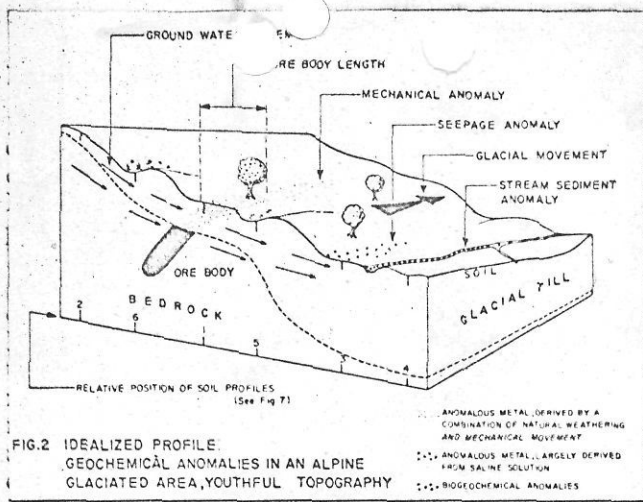 GROUND WATE
ORE BODY LENGTH
MECHANICAL ANOMALY
SEEPAGE ANOMALY
GLACIAL MOVEMENT
STREAM SEDIMENT
ANOMALY
ORE BODY
SOIL
GLACIAL TILL
BEDROCK
2
6
5
3
4
RELATIVE POSITION OF SOIL PROFILES
(See Fig 7)
FIG.2 IDEALIZED PROFILE.
GEOCHEMICAL ANOMALIES IN AN ALPINE
GLACIATED AREA, YOUTHFUL TOPOGRAPHY
ANOMALOUS METAL, DERIVED BY A
COMBINATION OF NATURAL WEATHERING
AND MECHANICAL MOVEMENT
ANOMALOUS METAL, LARGELY DERIVED
FROM SALINE SOLUTION
BIOGEOCHEMICAL ANOMALIES